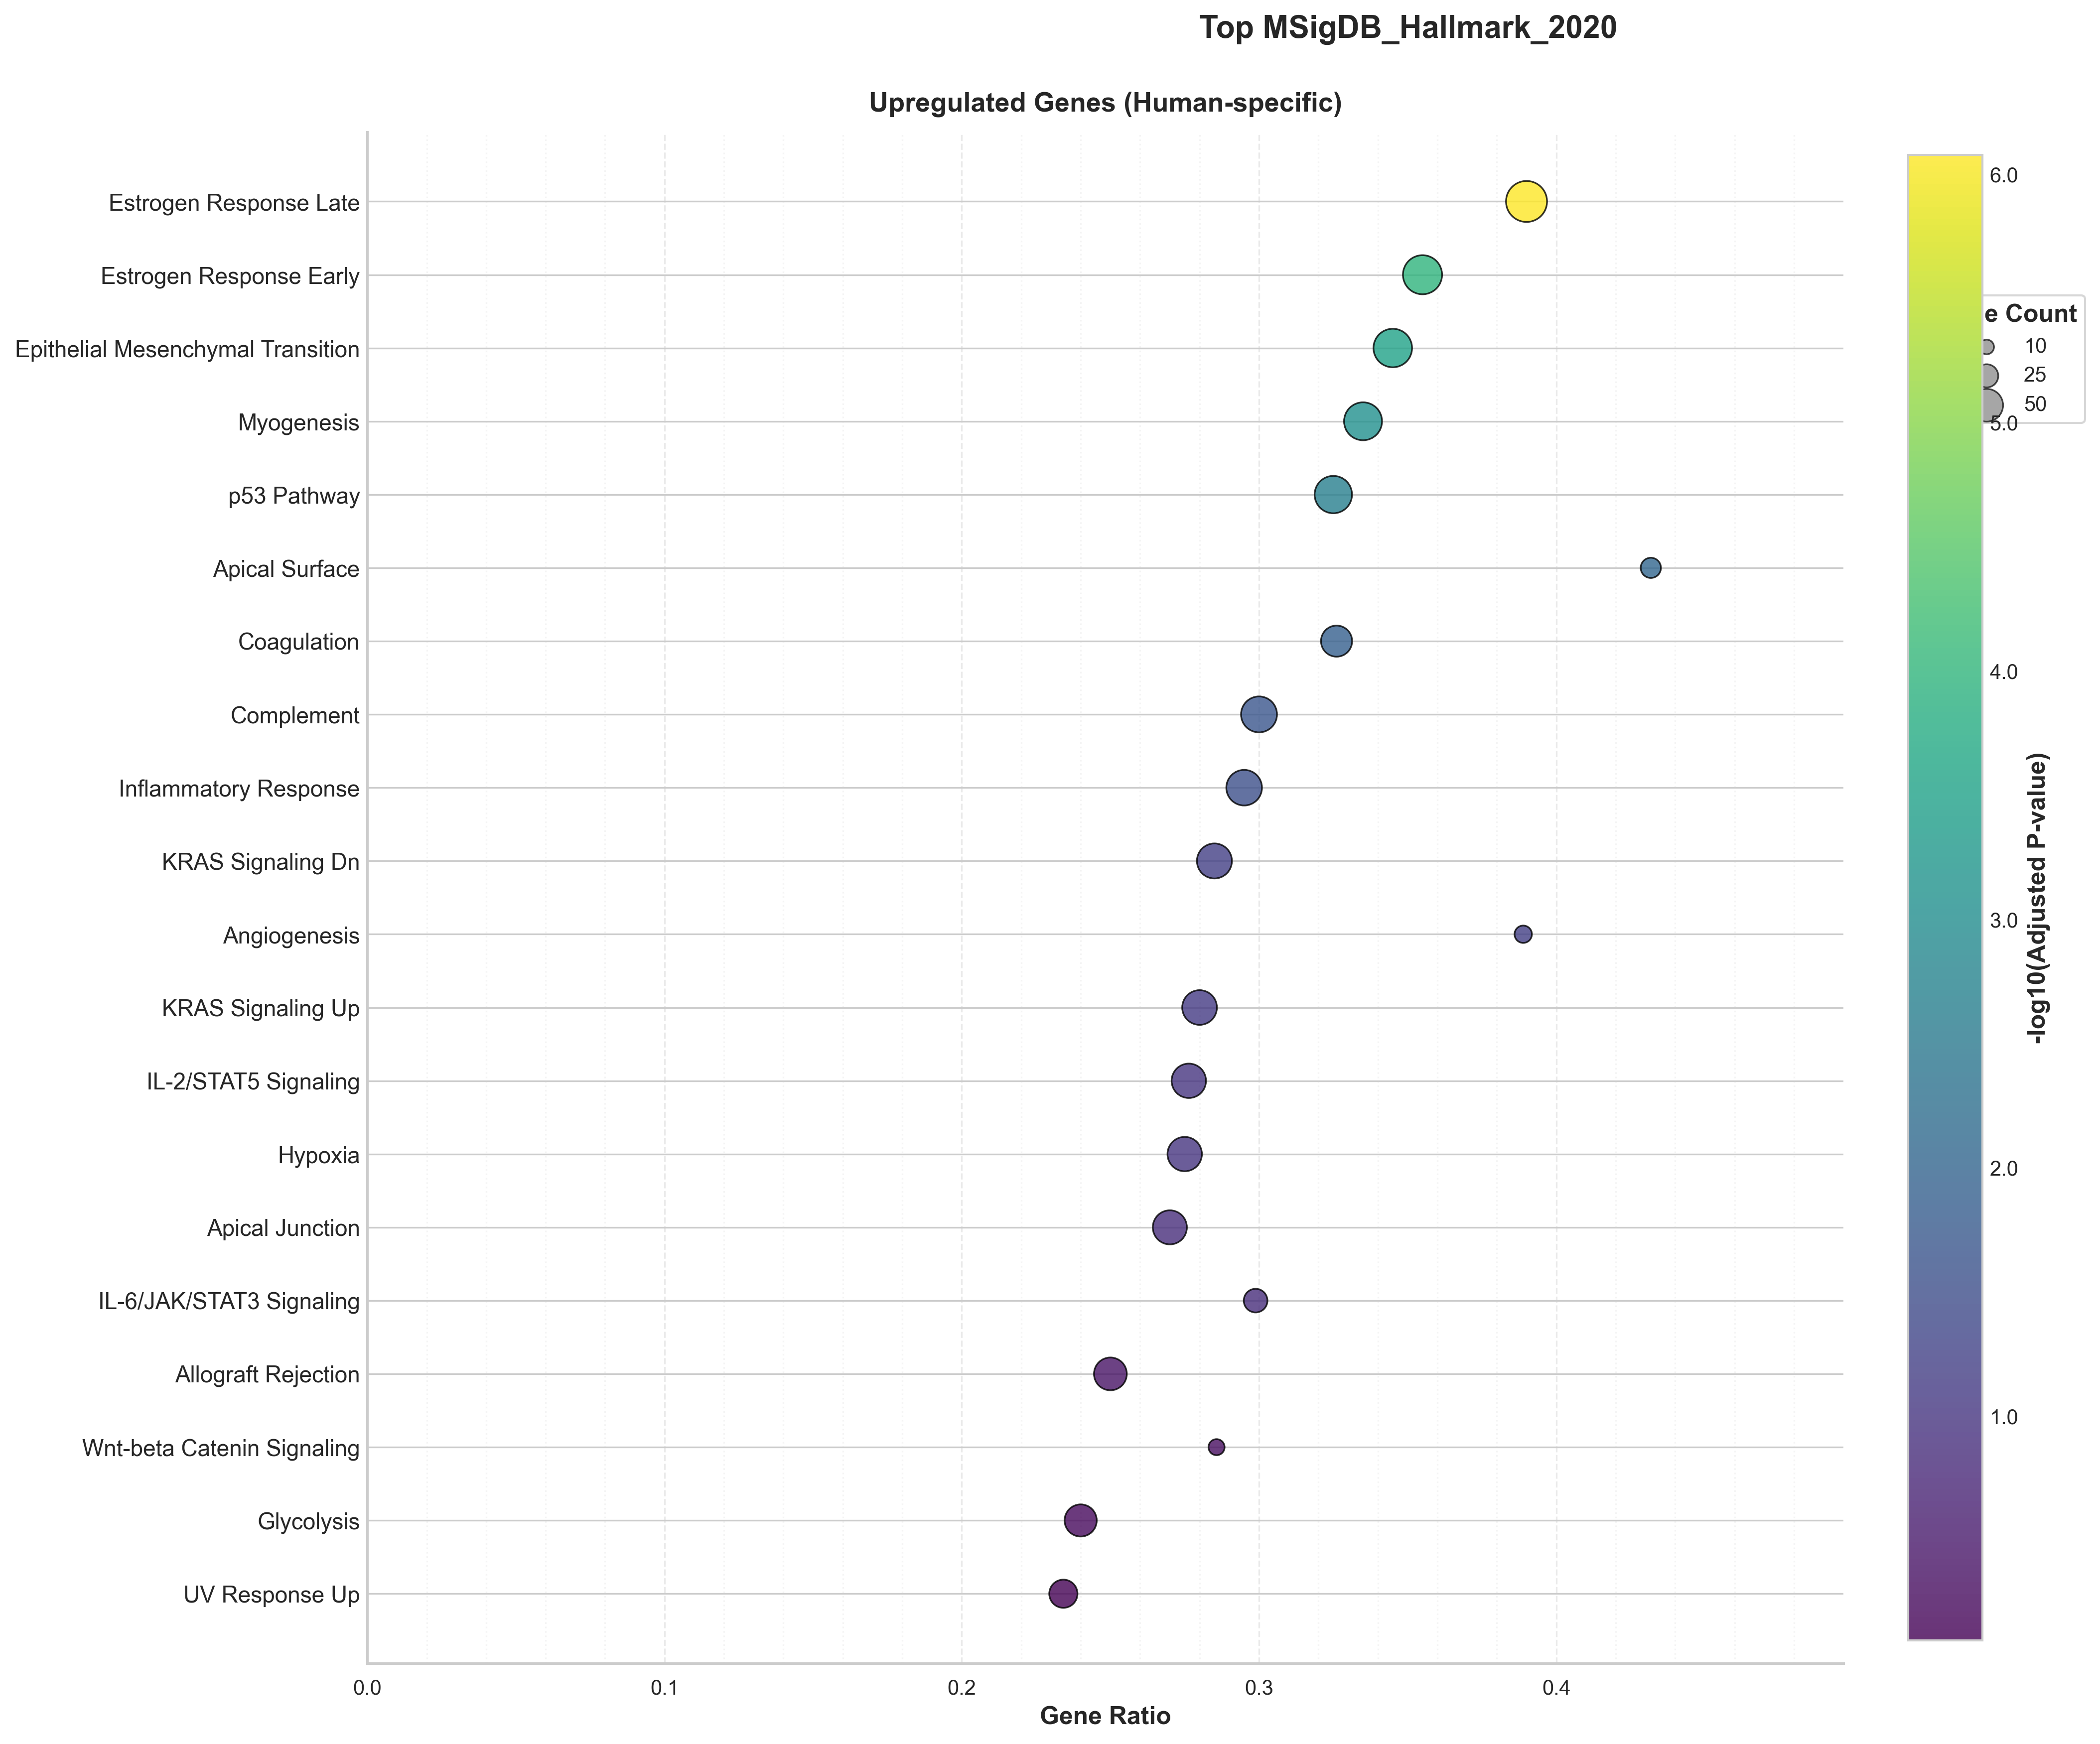 Top MSigDB_Hallmark_2020
Upregulated Genes (Human-specific)
Estrogen Response Late
Estrogen Response Early
Epithelial Mesenchymal Transition
Myogenesis
p53 Pathway
Apical Surface
Coagulation
Complement
Inflammatory Response
KRAS Signaling Dn
Angiogenesis
KRAS Signaling Up
IL-2/STAT5 Signaling
Hypoxia
Apical Junction
IL-6/JAK/STAT3 Signaling
Allograft Rejection
Wnt-beta Catenin Signaling
Glycolysis
UV Response Up
0.0
0.1
0.2
0.3
0.4
Gene Ratio
e Count
10
25
50
6.0
5.0
4.0
3.0
2.0
1.0
-log10(Adjusted P-value)